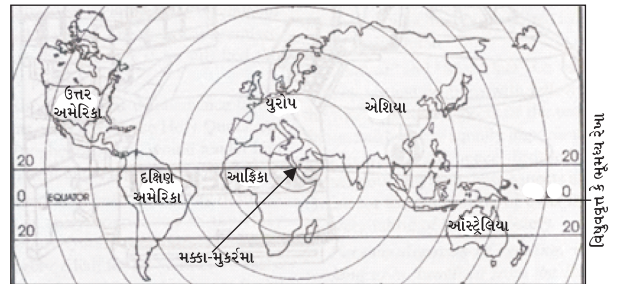 ઉત્તર
અમેરિકા
યુરોપ
એશિયા
20
20
દક્ષિણ
અમેરિકા
આફ્રિકા
0
EQUATOR
0
20
20
ઑસ્ટ્રેલિયા
મક્કા-મુકર્રમા
વિષુવવૃત્ત કે ભૂમધ્ય રેખા